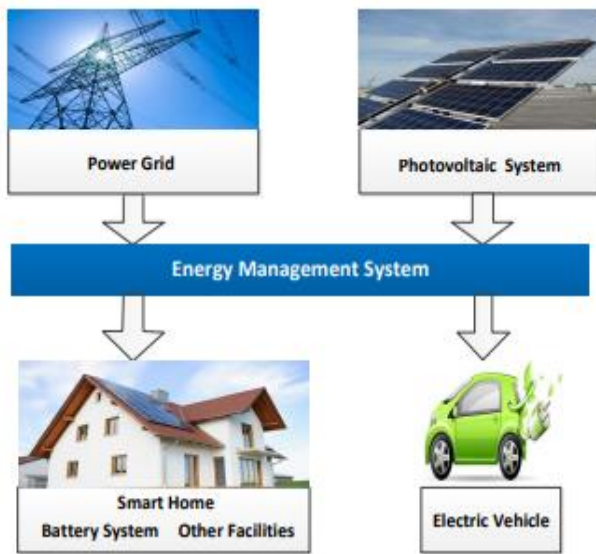 Power Grid
Photovoltaic System
Energy Management System
Smart Home
Battery System Other Facilities
Electric Vehicle